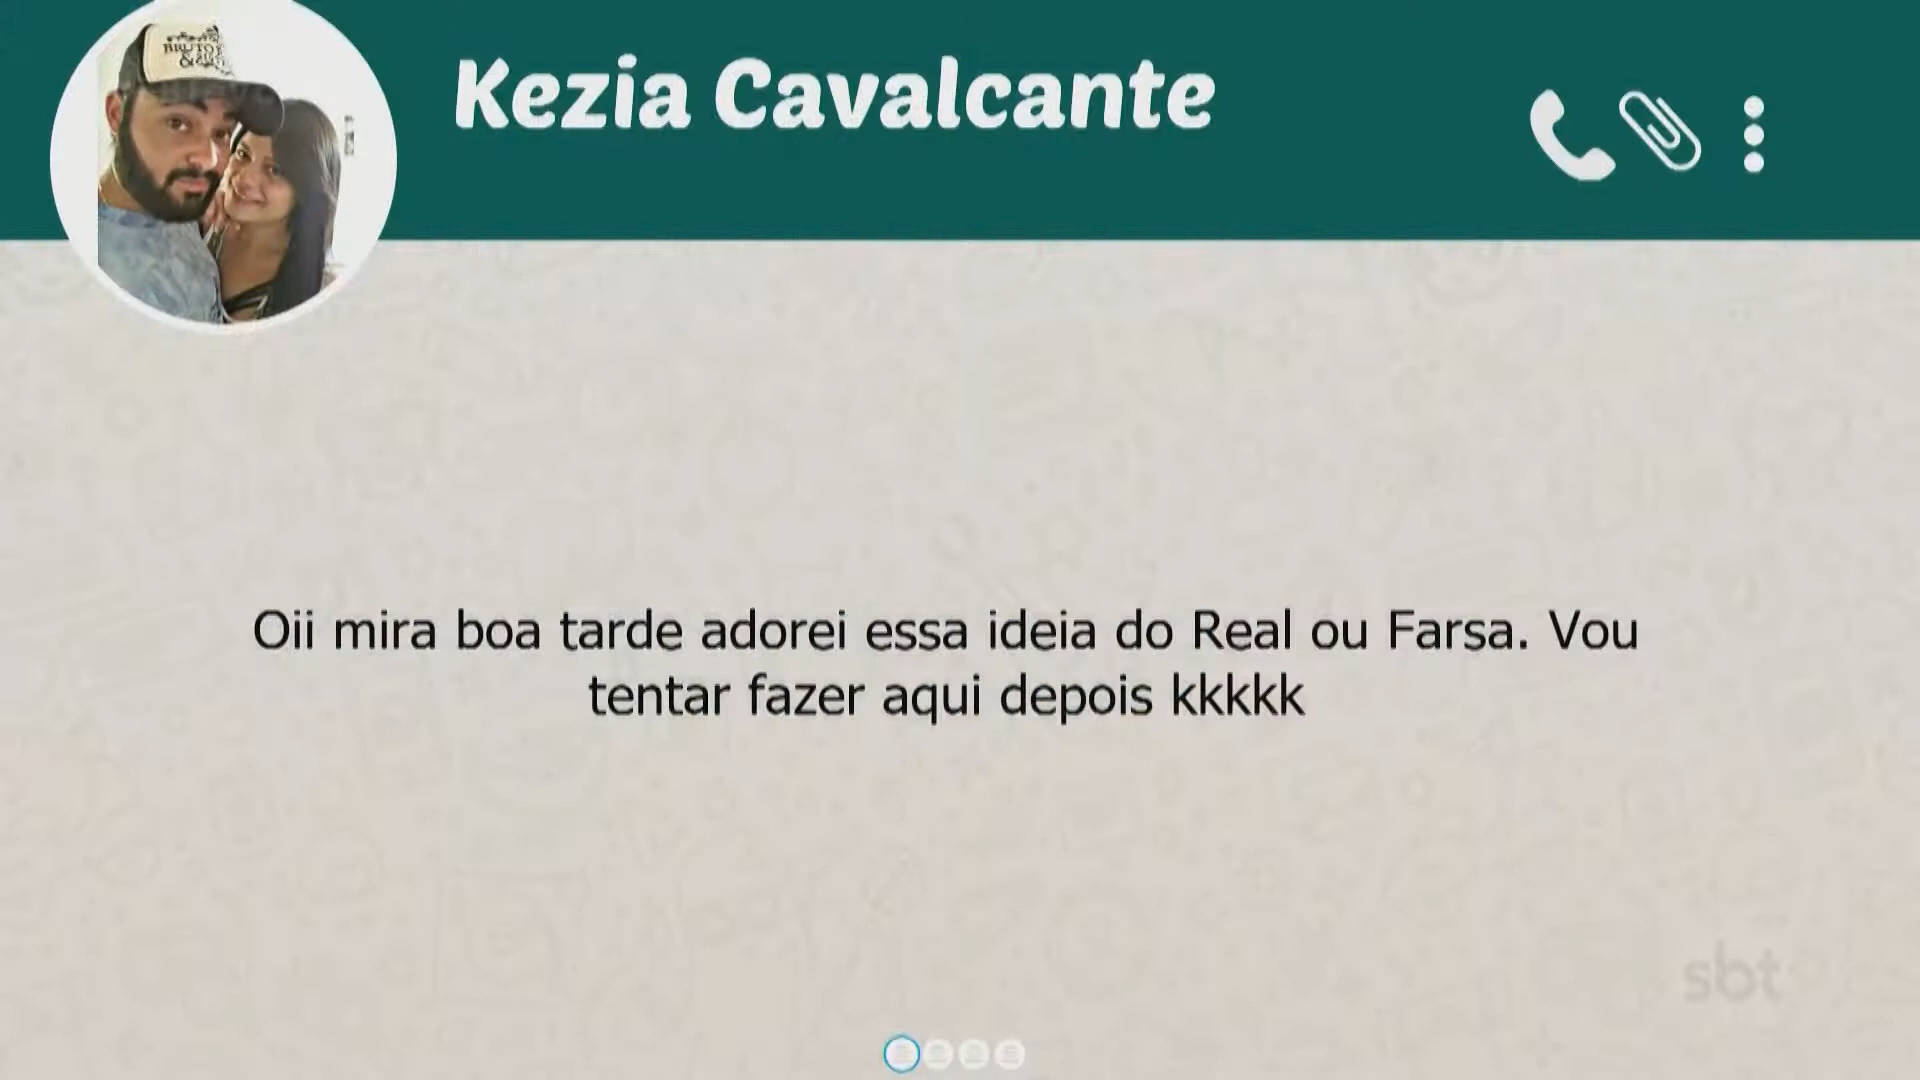 BRUTOS
&
Kezia Cavalcante
Oii mira boa tarde adorei essa ideia do Real ou Farsa. Vou
tentar fazer aqui depois kkkkk
sbt